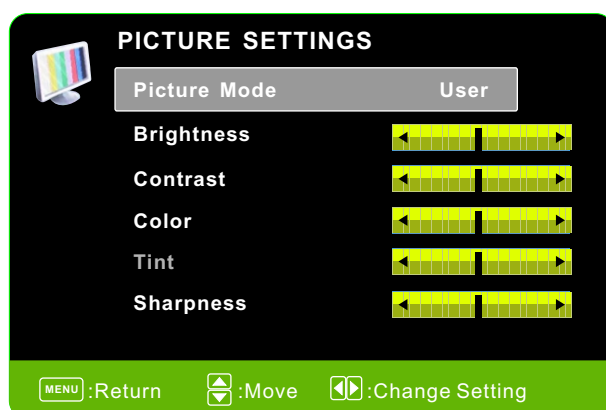 PICTURE SETTINGS
Picture Mode User
Brightness
Contrast
Color
Tint
Sharpness
MENU :Return :Move :Change Setting